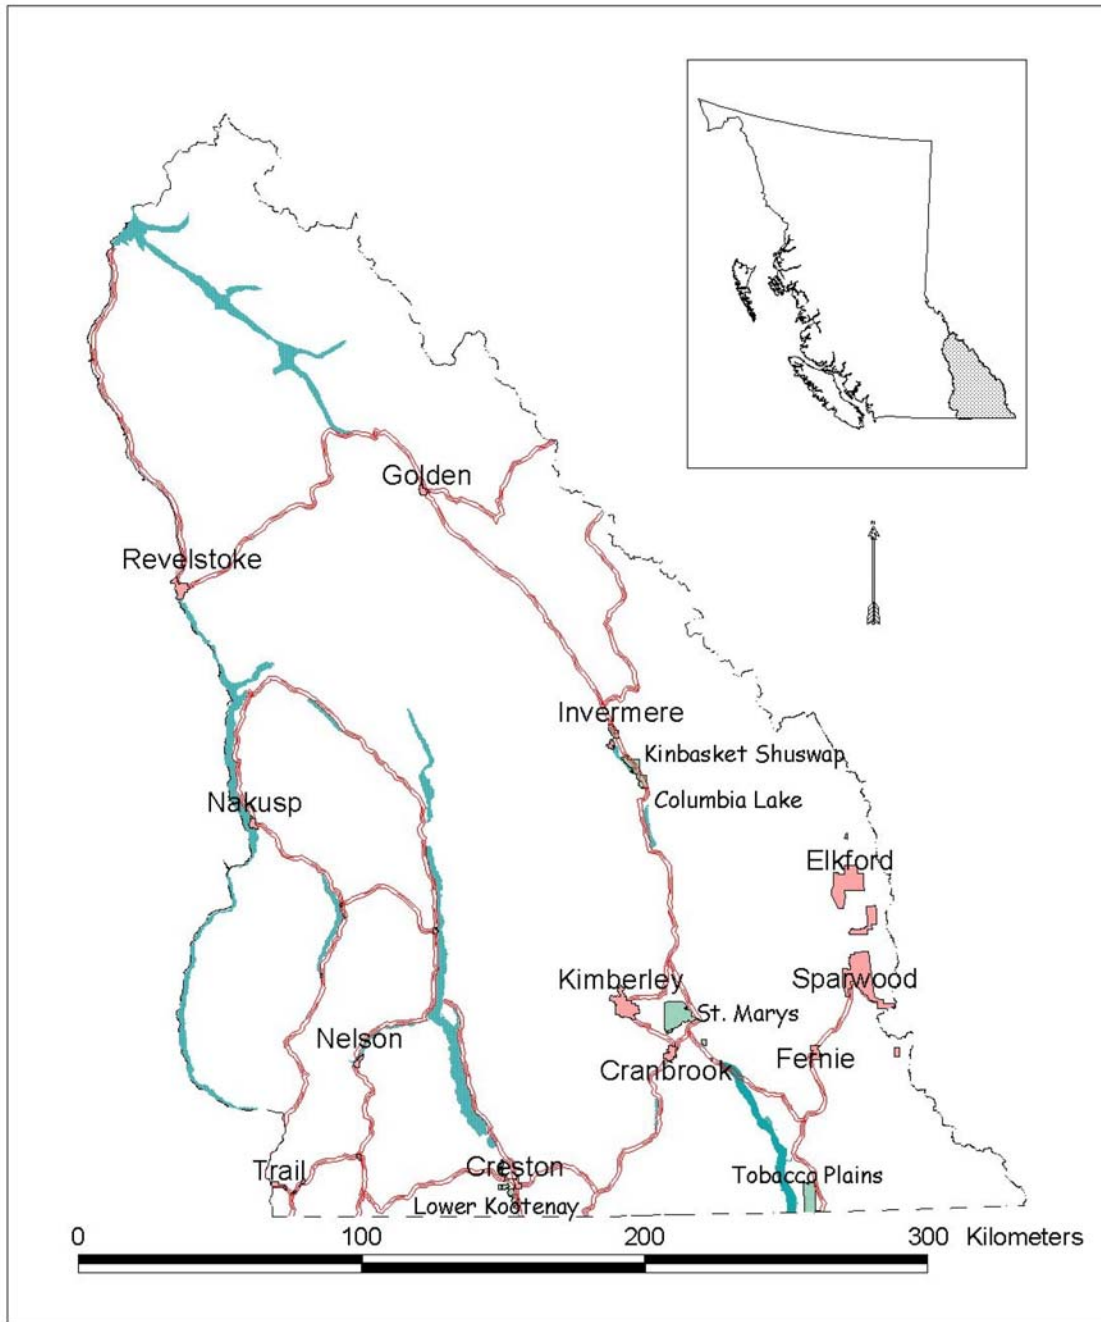 Golden
Revelstoke
Invermere
Kinbasket Shuswap
Columbia Lake
Nakusp
Elkford
Kimberley
Sparwood
St. Marys
Nelson
Cranbrook
Fernie
Trail
Creston
Tobacco Plains
Lower Kootenay
0 100 200 300 Kilometers